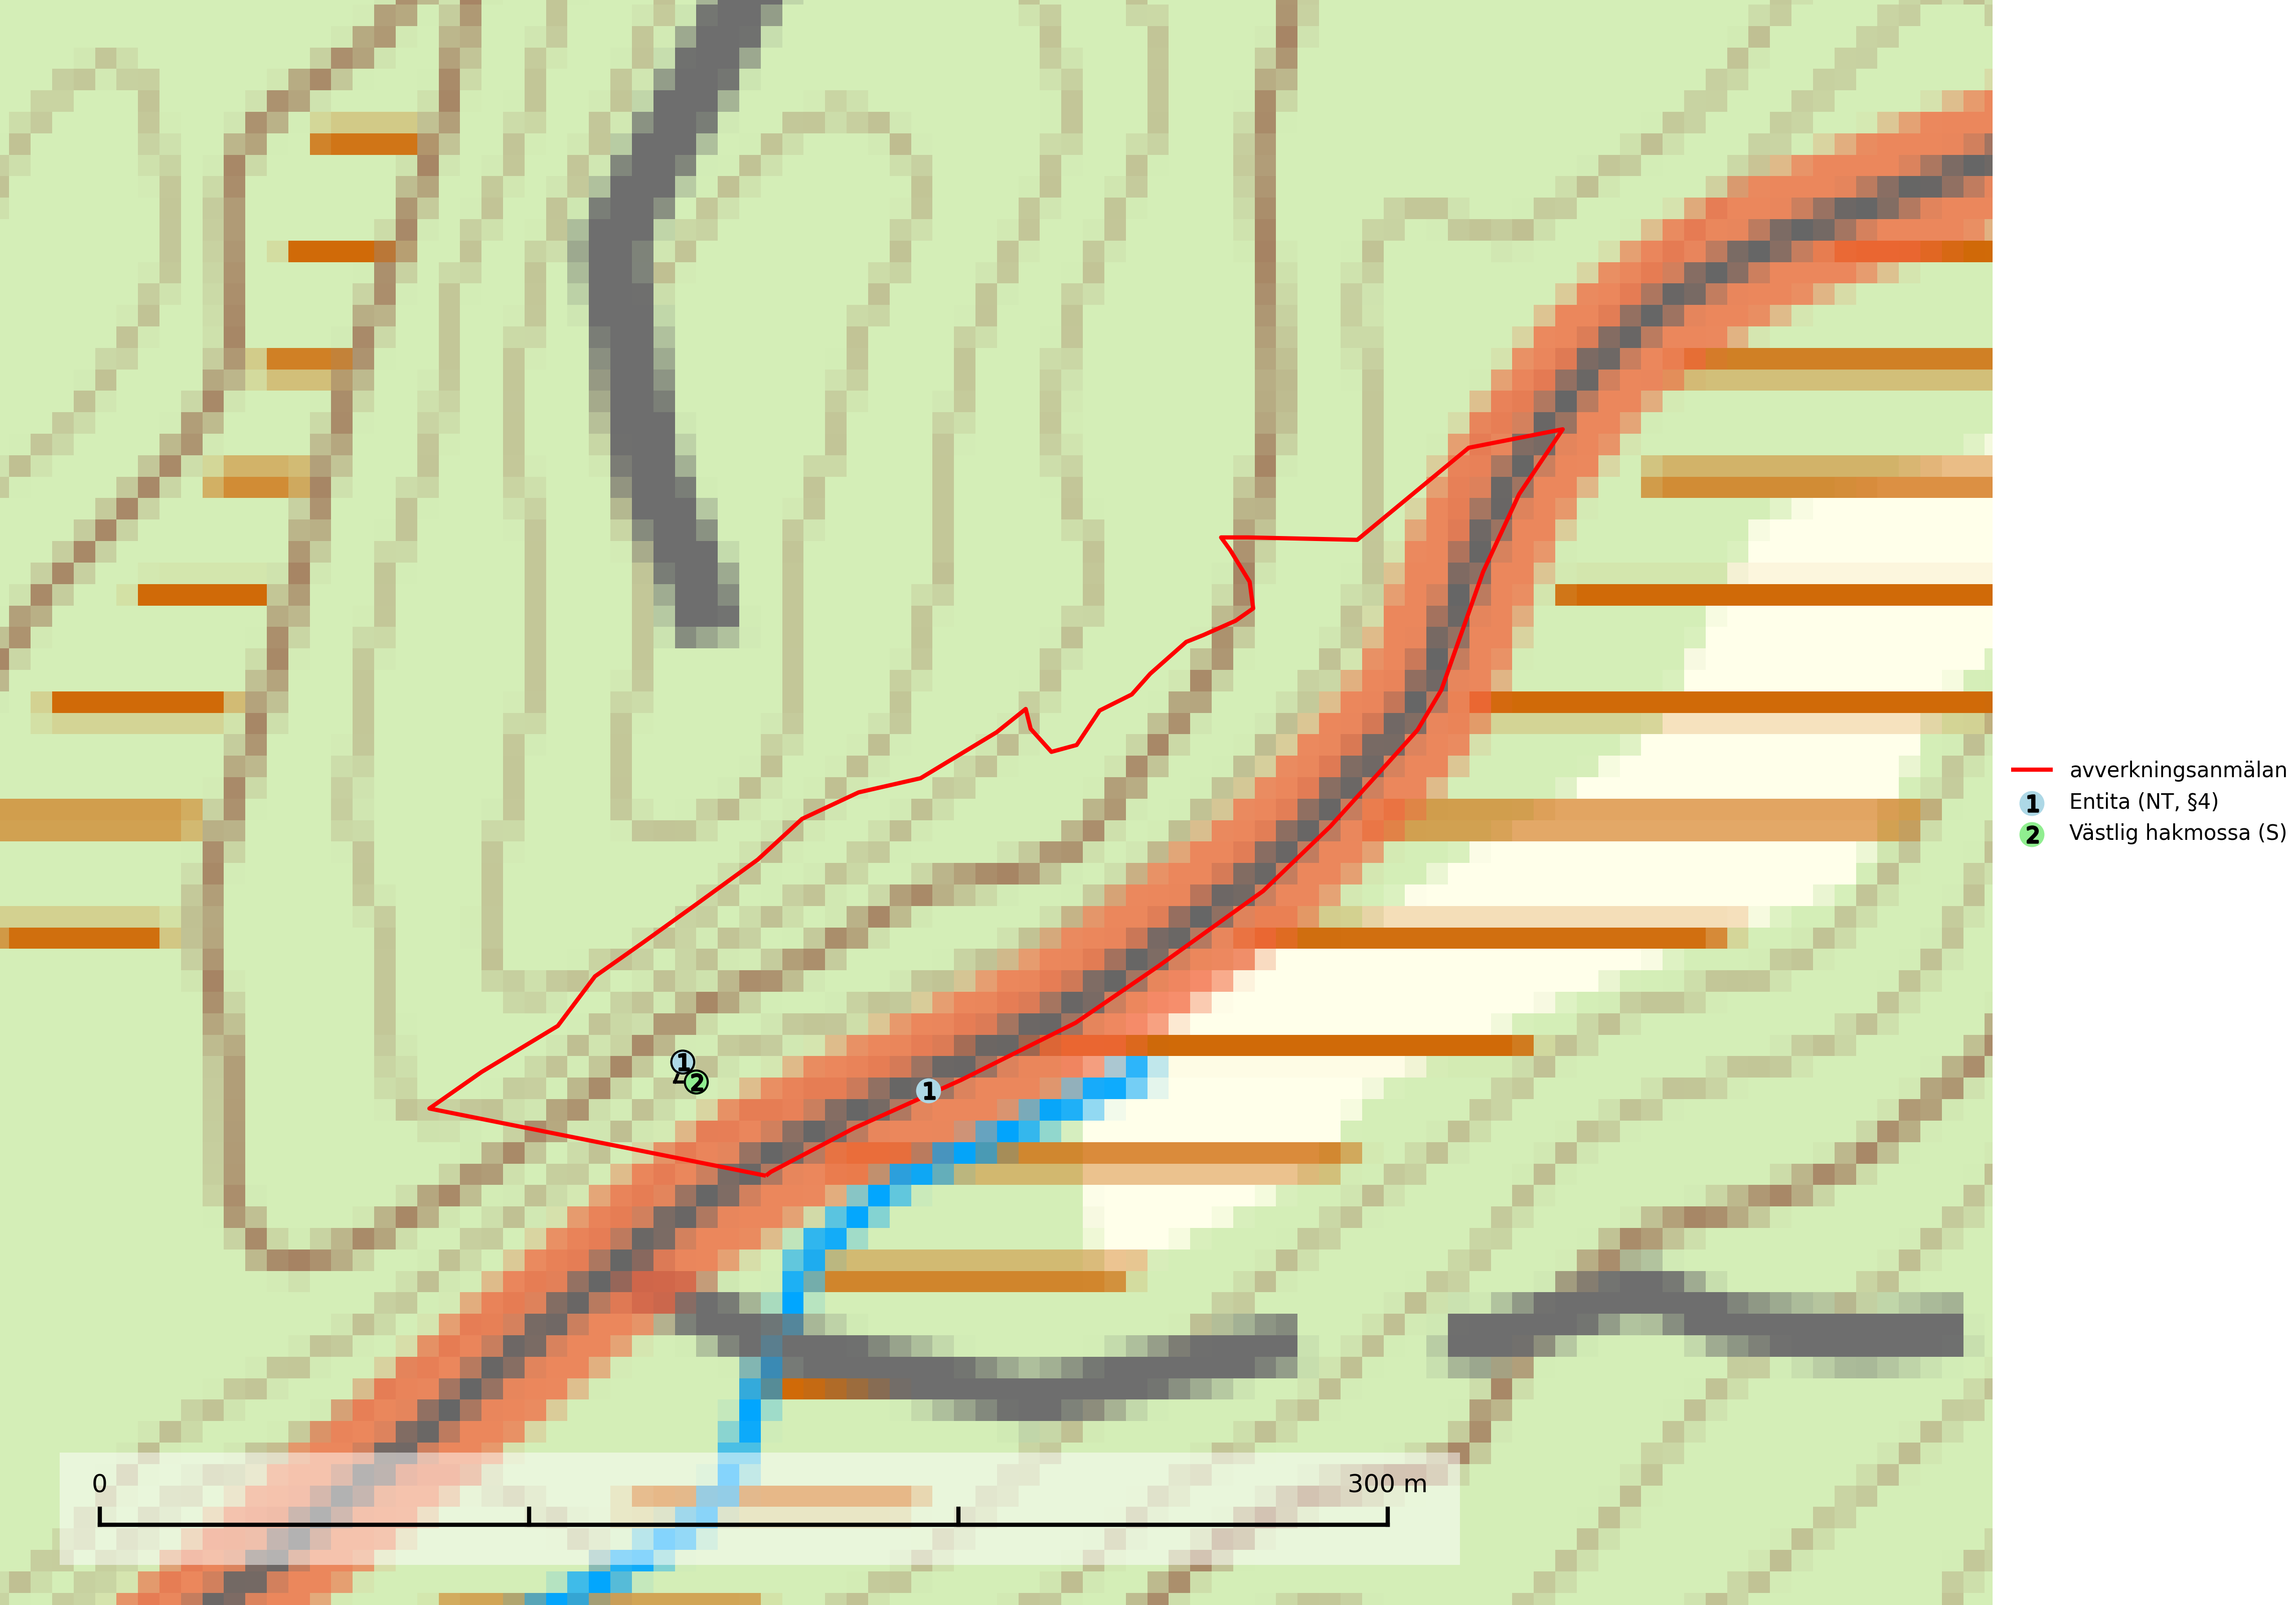 1
2
1
avverkningsanmälan
1 Entita (NT, §4)
2 Västlig hakmossa (S)
0 300 m